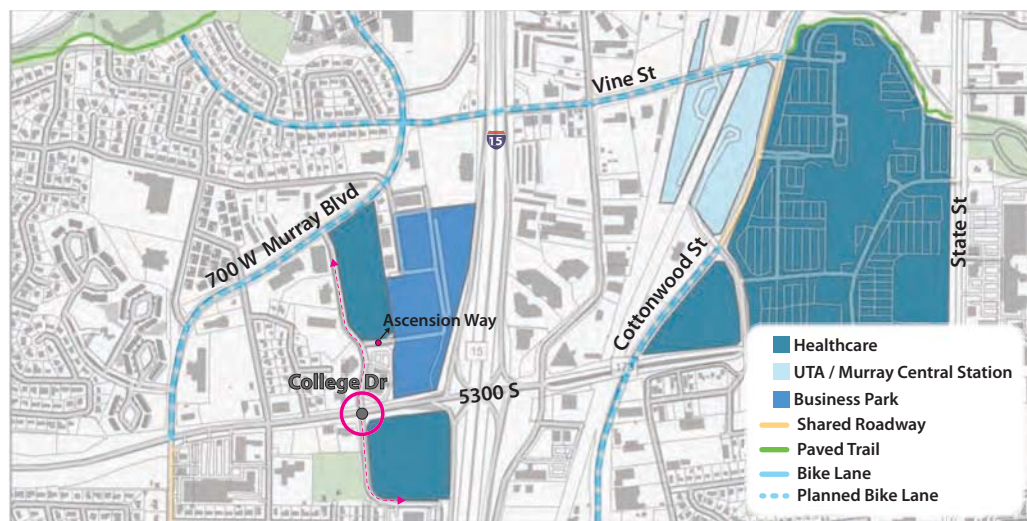 Vine St
15
700 W Murray Blvd
Cottonwood St
State St
Ascension Way
15
College Dr
5300 S
Healthcare
UTA / Murray Central Station
Business Park
Shared Roadway
Paved Trail
Bike Lane
Planned Bike Lane